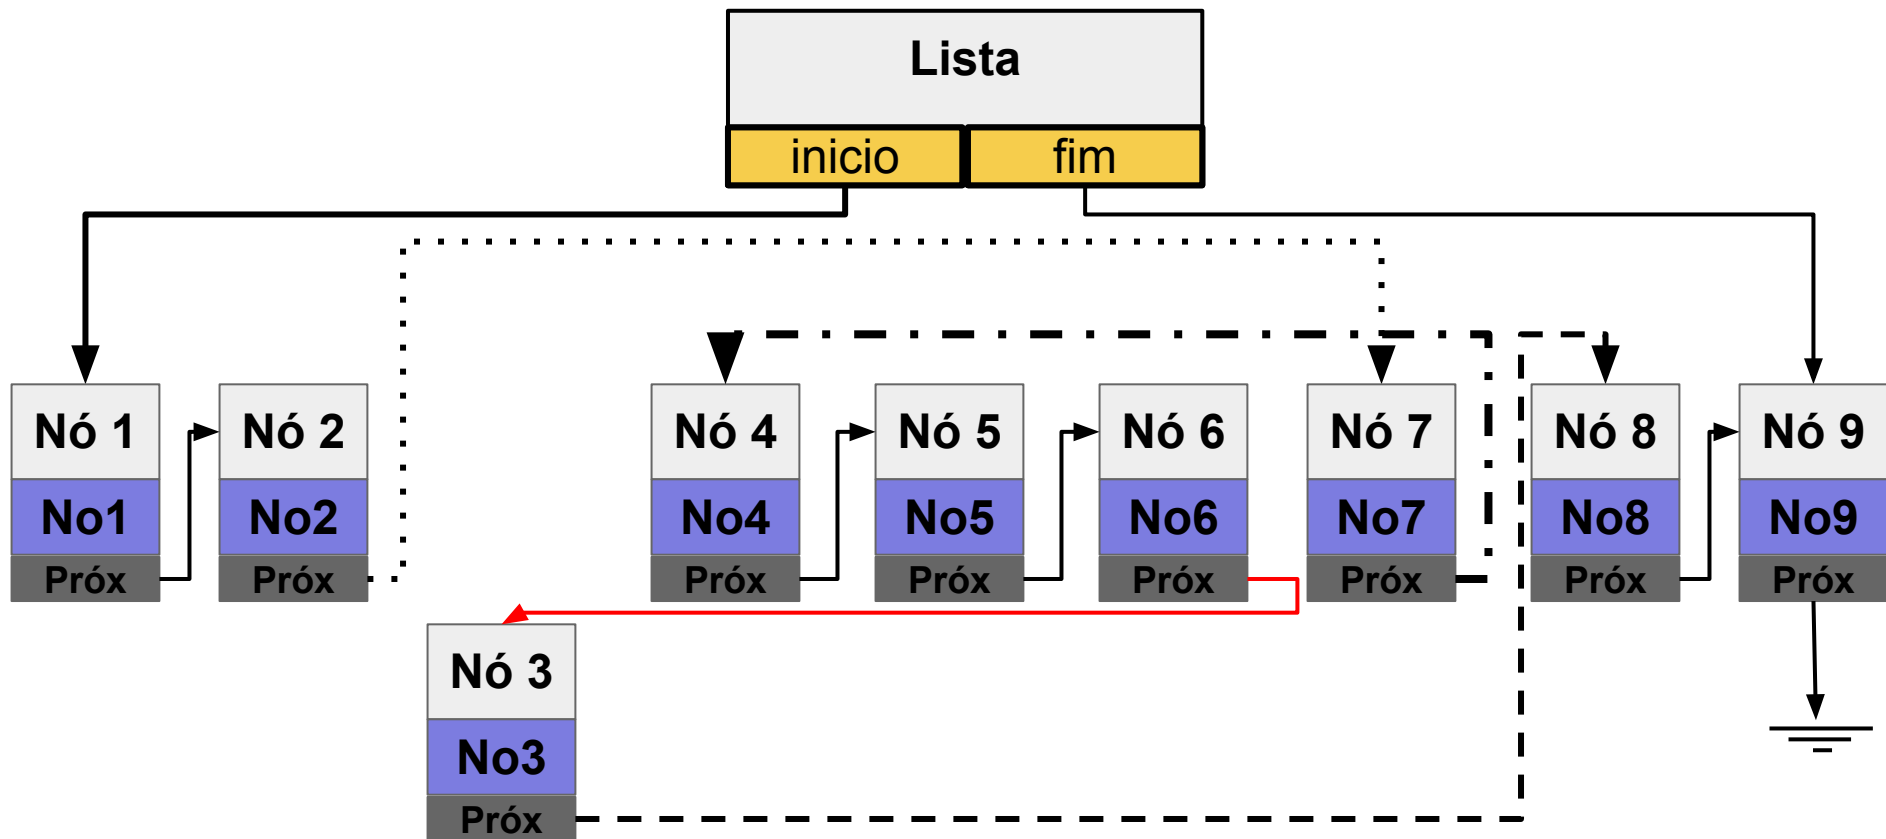 Lista
inicio fim
Nó 1 Nó 2 Nó 4 Nó 5 Nó 6 Nó 7 Nó 8 Nó 9
No1 No2 No4 No5 No6 No7 No8 No9
Próx Próx Próx Próx Próx Próx Próx Próx
Nó 3
No3
Próx